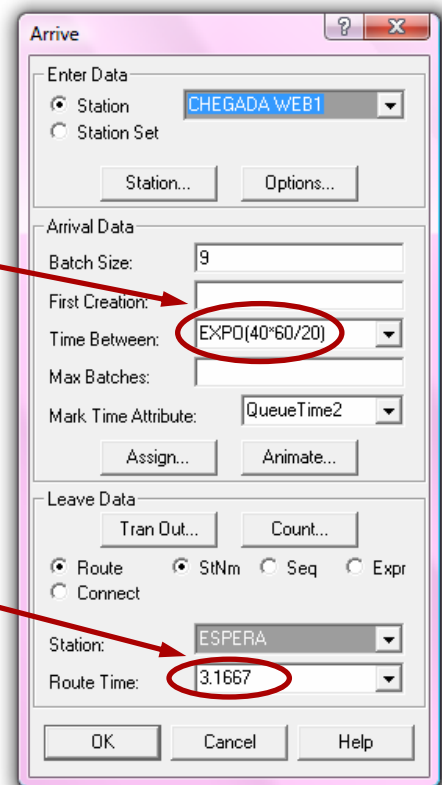 Arrive
Enter Data
Station CHEGADA WEB1
Station Set
Station... Options...
Arrival Data
Batch Size: 9
First Creation:
Time Between: EXPO(40*60/20)
Max Batches:
Mark Time Attribute: QueueTime2
Assign... Animate...
Leave Data
Tran Out... Count...
Route StNm Seq Expr
Connect
Station: ESPERA
Route Time: 3.1667
OK Cancel Help